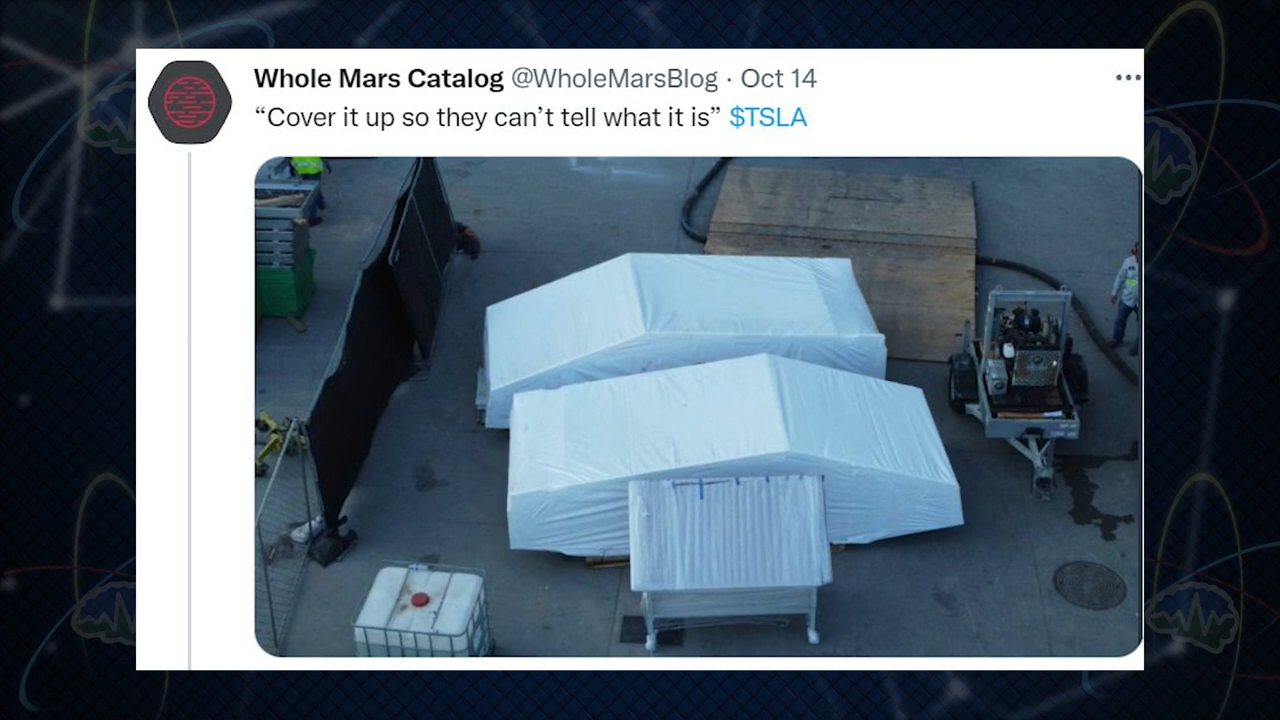 Whole Mars Catalog @WholeMarsBlog · Oct 14
“Cover it up so they can’t tell what it is” $TSLA